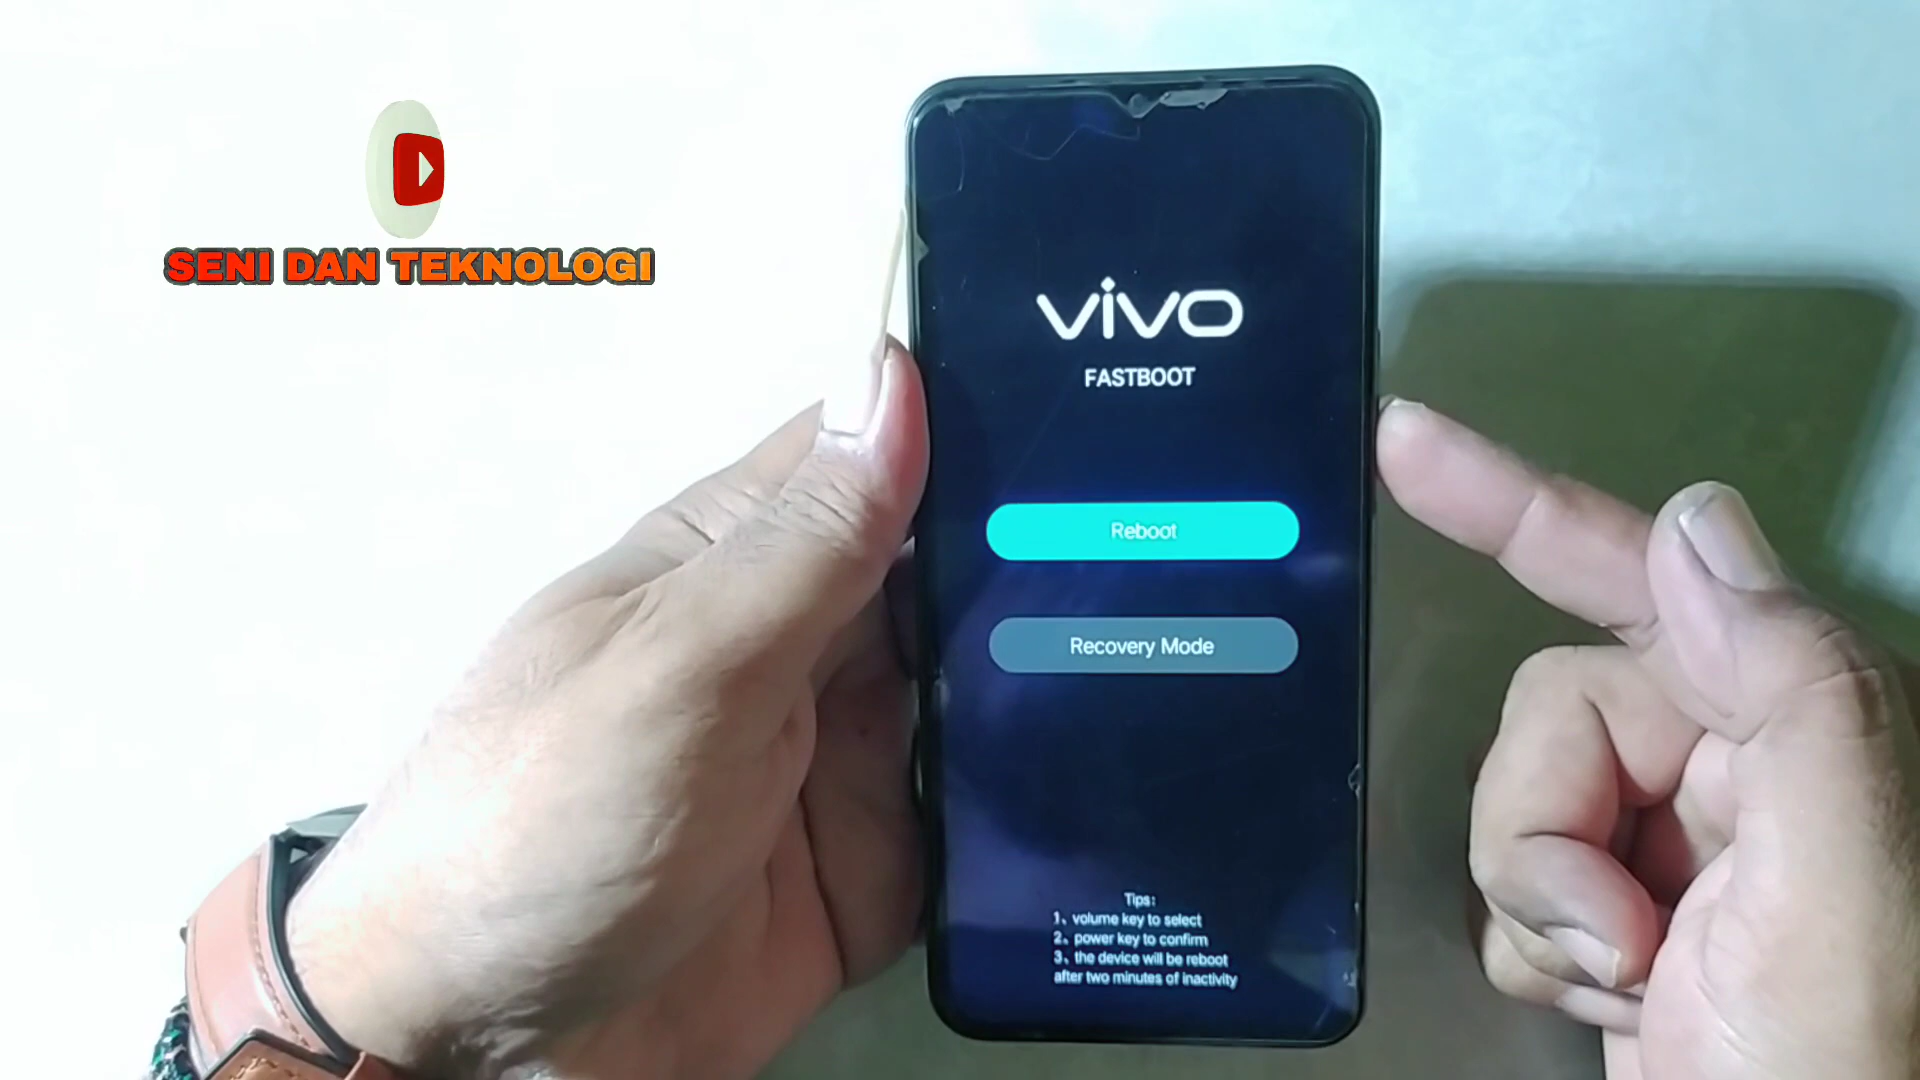 SENI DAN TEKNOLOGI
vivo
FASTBOOT
Reboot
Recovery Mode
Tips:
1、volume key to select
2、power key to confirm
3、the device will be reboot
after two minutes of inactivity